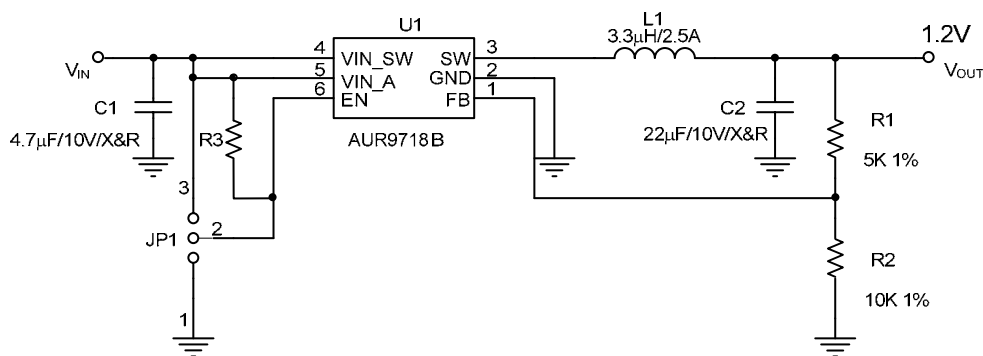 U1
L1
3.3μH/2.5A
1.2V
VIN
4 VIN_SW SW 3
5 VIN_A GND 2
6 EN FB 1
VOUT
C1
4.7μF/10V/X&R
R3
AUR9718B
C2
22μF/10V/X&R
R1
5K 1%
3
JP1 2
R2
10K 1%
1